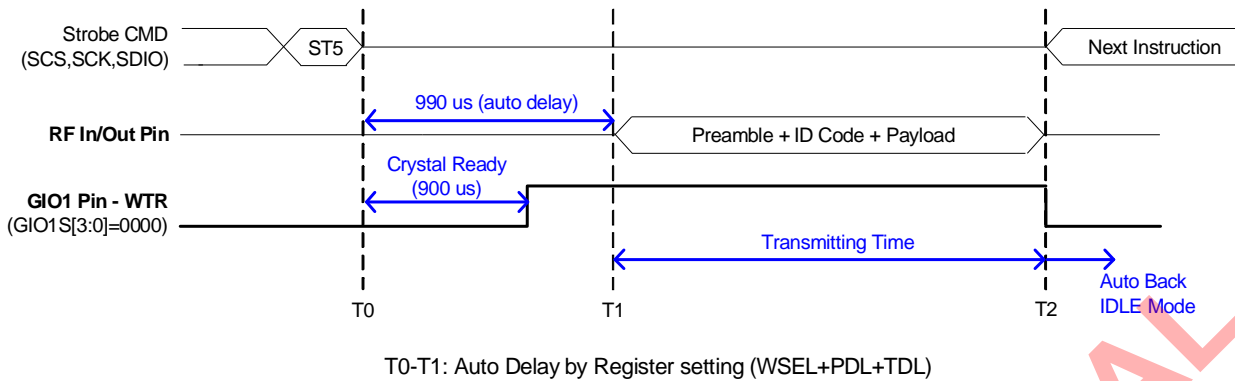 Strobe CMD
(SCS,SCK,SDIO)
ST5
Next Instruction
990 us (auto delay)
RF In/Out Pin
Preamble + ID Code + Payload
Crystal Ready
(900 us)
GIO1 Pin - WTR
(GIO1S[3:0]=0000)
Transmitting Time
Auto Back
IDLE Mode
T0
T1
T2
T0-T1: Auto Delay by Register setting (WSEL+PDL+TDL)
AL